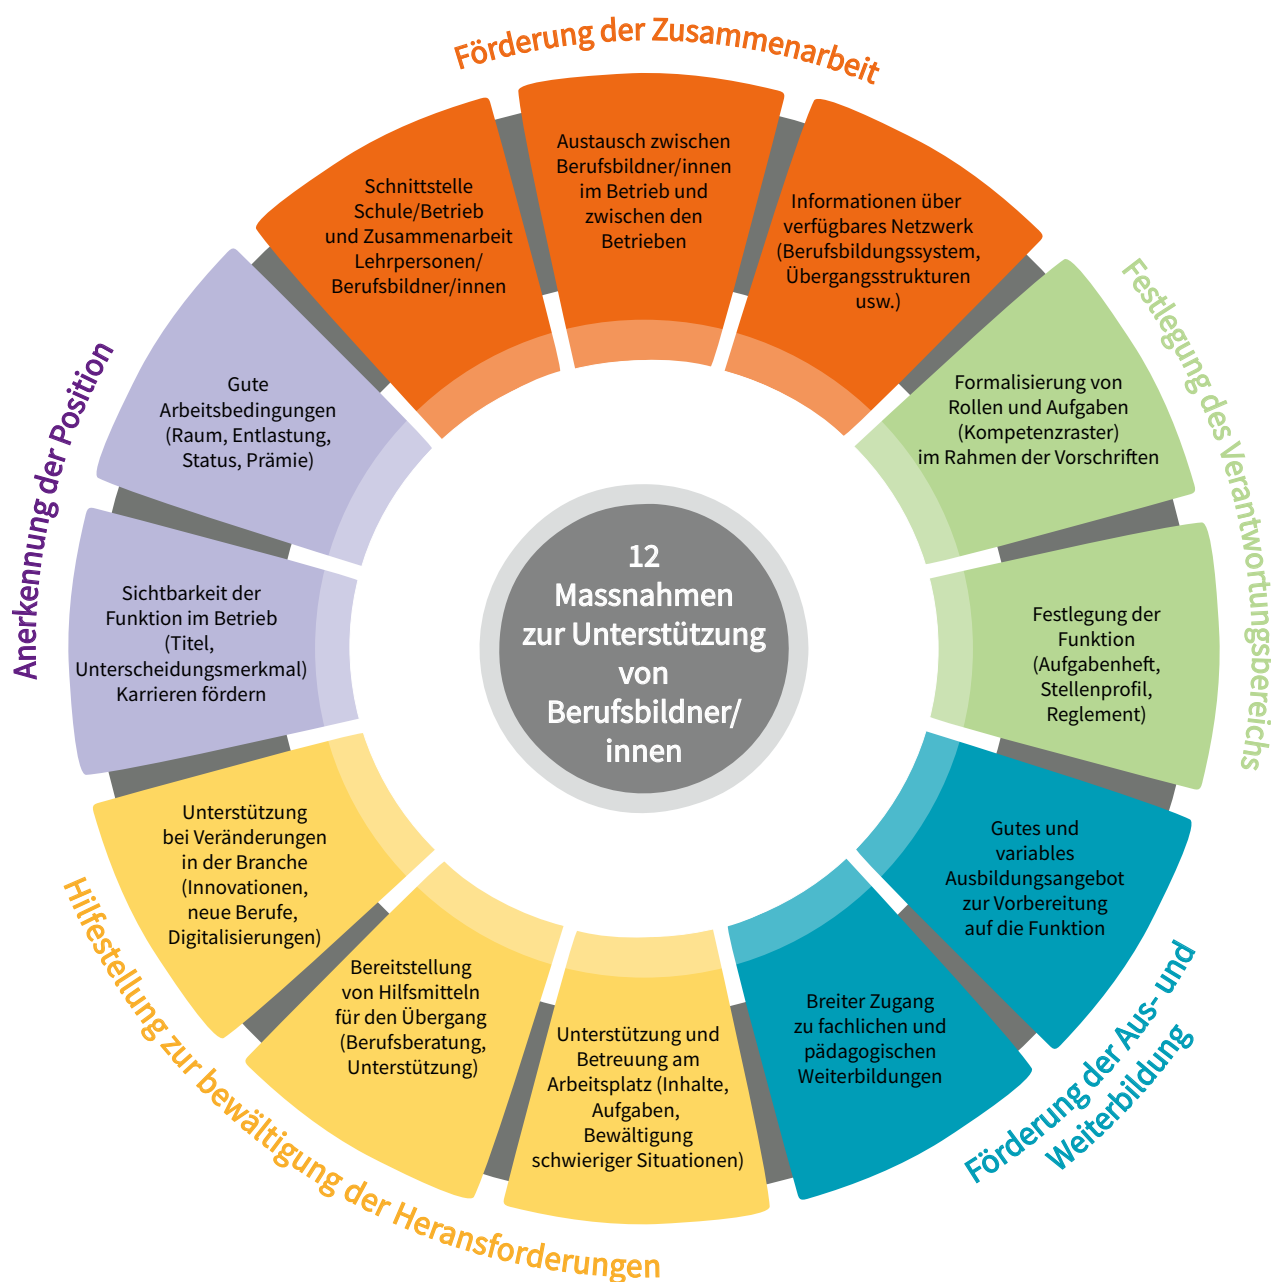 Förderung der Zusammenarbeit
Schnittstelle
Schule/Betrieb
und Zusammenarbeit
Lehrpersonen/
Berufsbildner/innen
Austausch zwischen
Berufsbildner/innen
im Betrieb und
zwischen den
Betrieben
Informationen über
verfügbares Netzwerk
(Berufsbildungssystem,
Übergangsstrukturen
usw.)
Festlegung des Verantwortungsbereichs
Formalisierung von
Rollen und Aufgaben
(Kompetenzraster)
im Rahmen der Vorschriften
Festlegung der
Funktion
(Aufgabenheft,
Stellenprofil,
Reglement)
Förderung der Aus- und
Weiterbildung
Gutes und
variables
Ausbildungsangebot
zur Vorbereitung
auf die Funktion
Breiter Zugang
zu fachlichen und
pädagogischen
Weiterbildungen
Hilfestellung zur bewältigung der Heransforderungen
Unterstützung und
Betreuung am
Arbeitsplatz (Inhalte,
Aufgaben,
Bewältigung
schwieriger Situationen)
Bereitstellung
von Hilfsmitteln
für den Übergang
(Berufsberatung,
Unterstützung)
Unterstützung
bei Veränderungen
in der Branche
(Innovationen,
neue Berufe,
Digitalisierungen)
Anerkennung der Position
Sichtbarkeit der
Funktion im Betrieb
(Titel,
Unterscheidungsmerkmal)
Karrieren fördern
Gute
Arbeitsbedingungen
(Raum, Entlastung,
Status, Prämie)
12
Massnahmen
zur Unterstützung
von
Berufsbildner/
innen